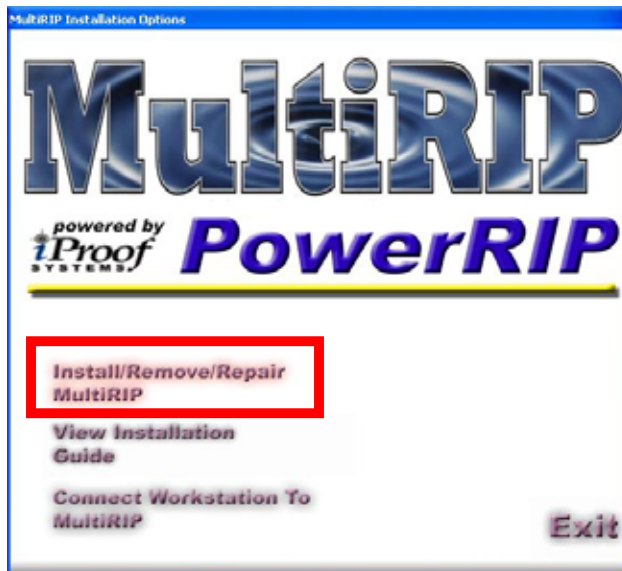 MultiRIP Installation Options
MultiRIP
powered by
iProof
SYSTEMS.
PowerRIP
Install/Remove/Repair
MultiRIP
View Installation
Guide
Connect Workstation To
MultiRIP
Exit